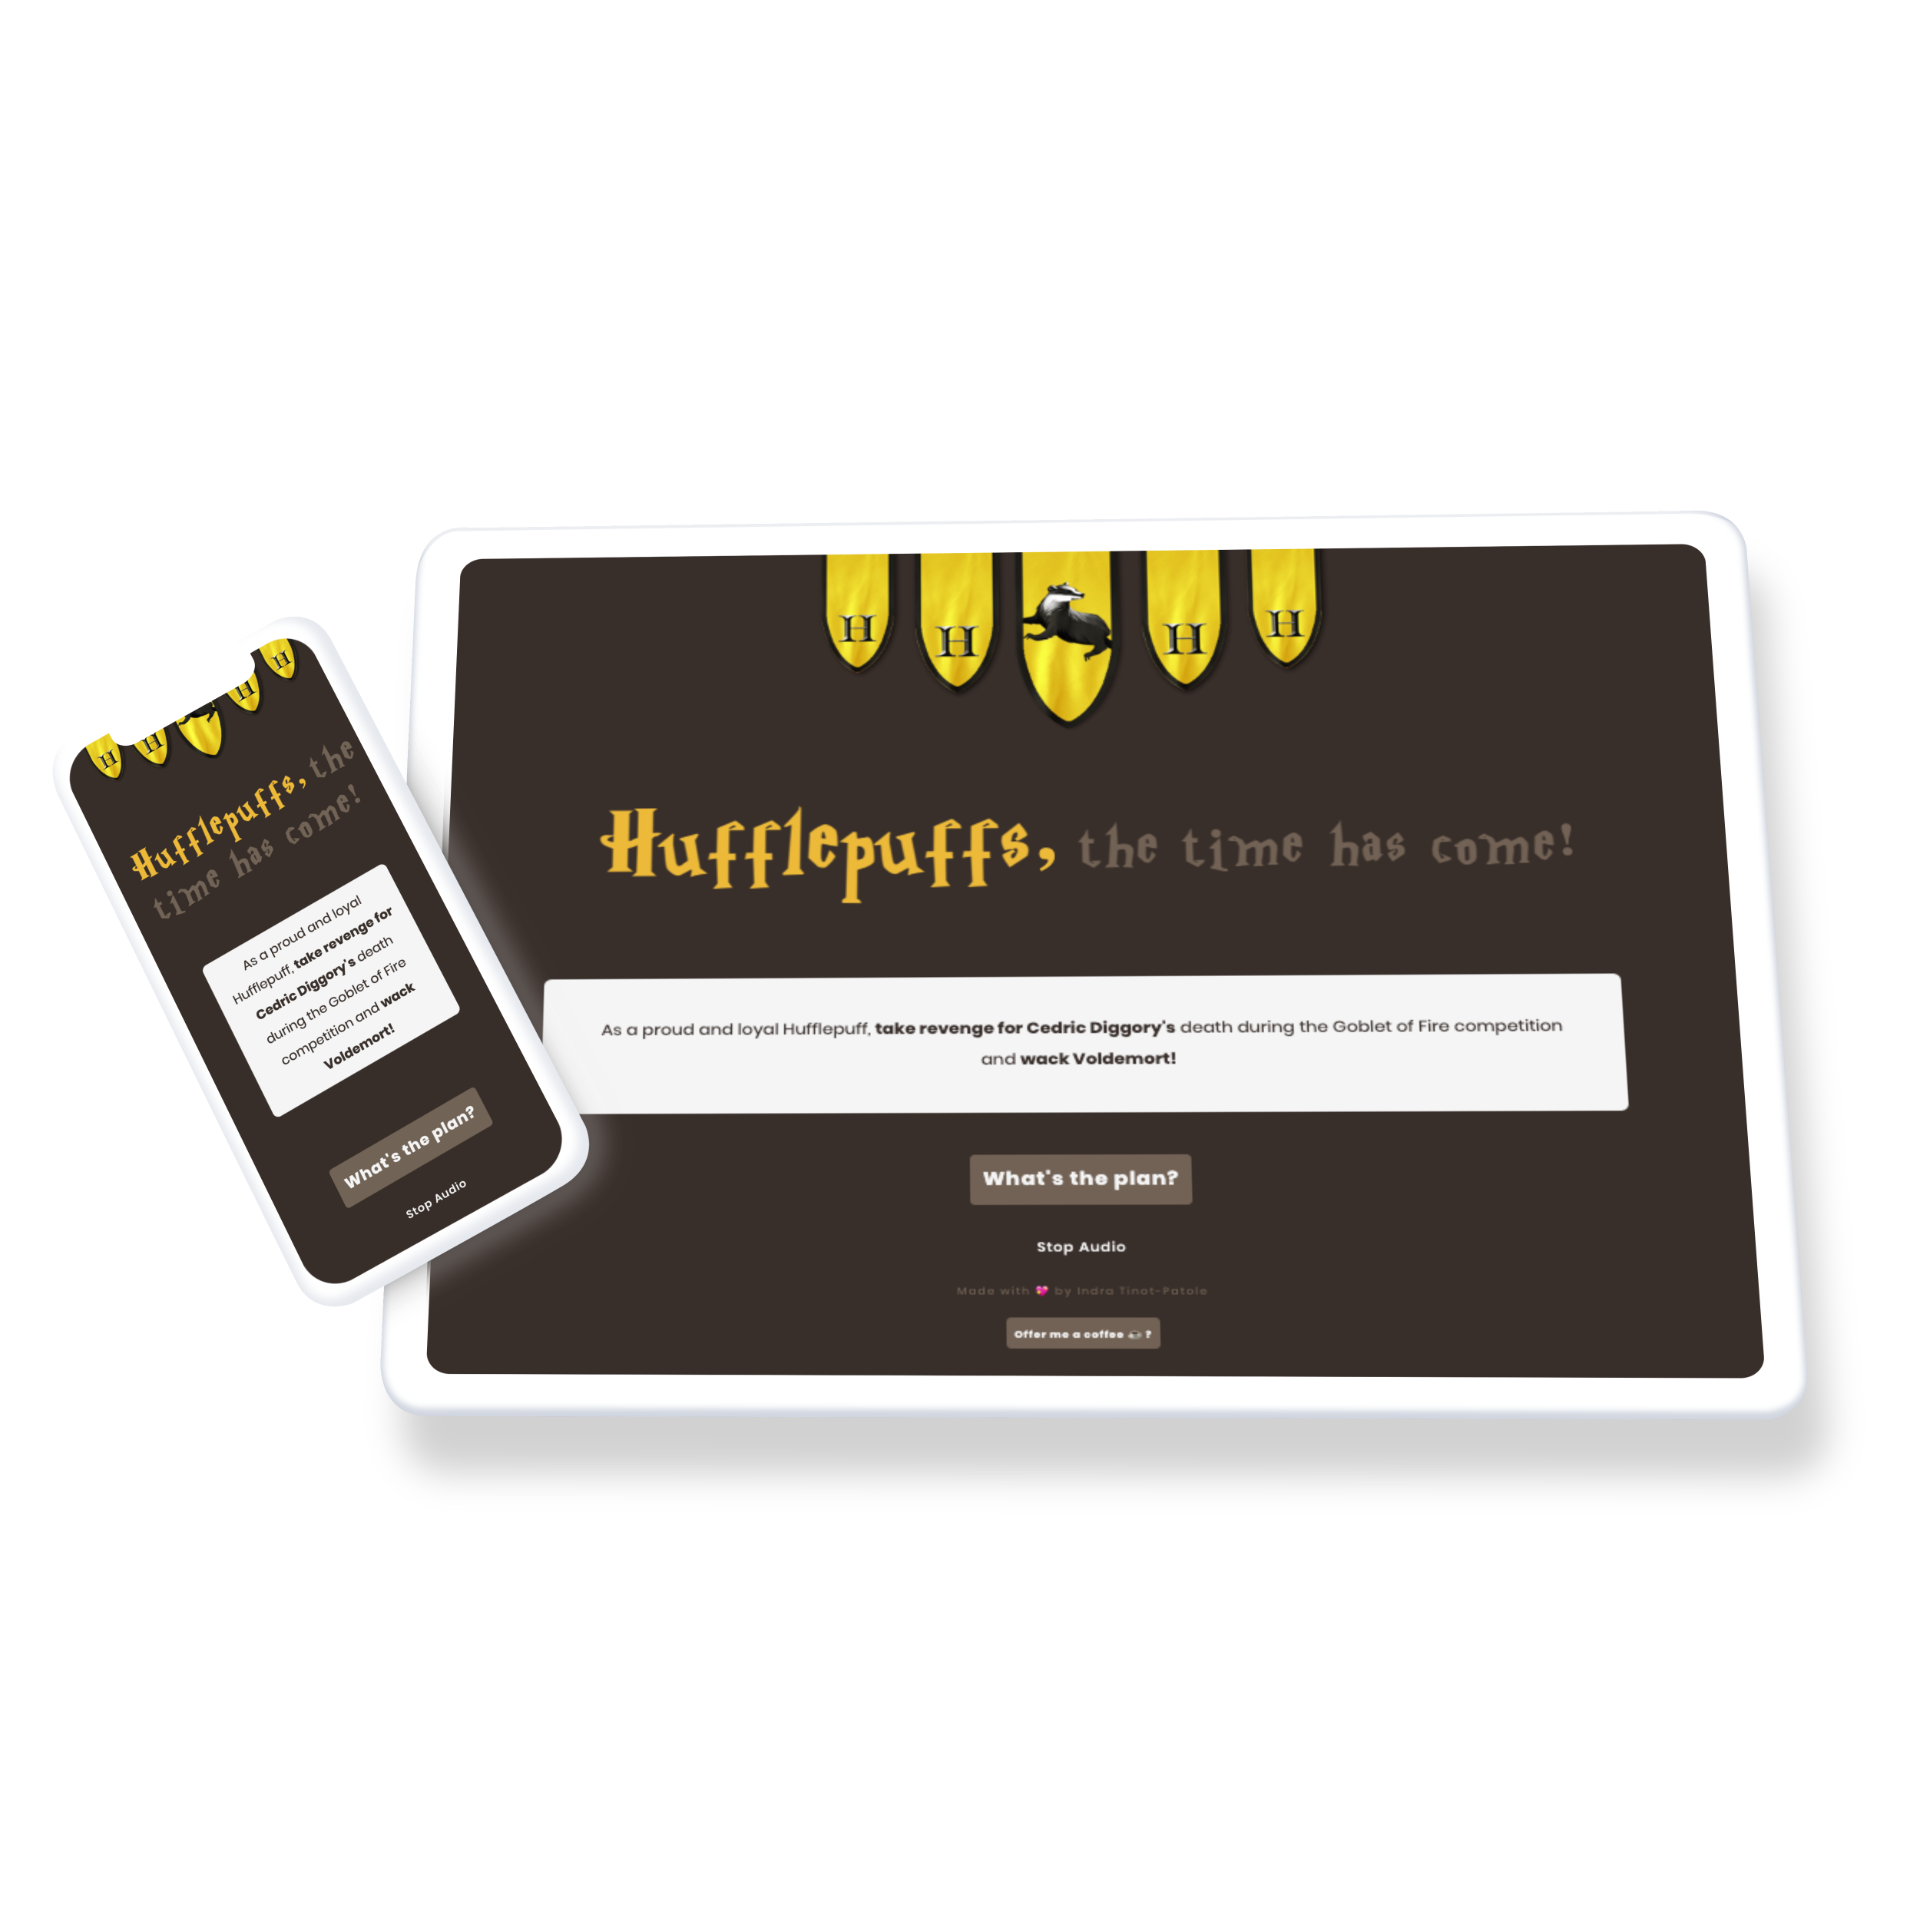 H
H
H
H
Hufflepuffs, the
time has come!
As a proud and loyal
Hufflepuff, take revenge for
Cedric Diggory's death
during the Goblet of Fire
competition and wack
Voldemort!
What's the plan?
Stop Audio
H
H
H
H
Hufflepuffs, the time has come!
As a proud and loyal Hufflepuff, take revenge for Cedric Diggory's death during the Goblet of Fire competition
and wack Voldemort!
What's the plan?
Stop Audio
Made with 💖 by Indra Tinot-Patole
Offer me a coffee ☕ ?